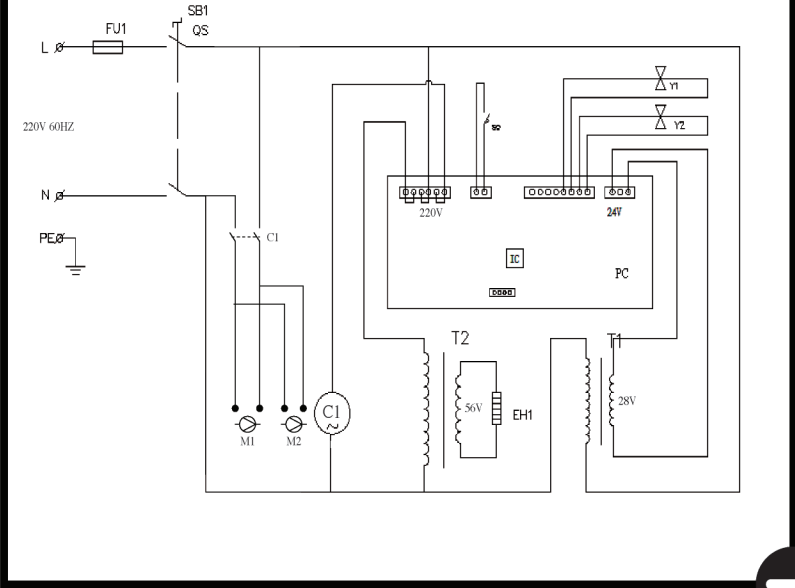 SB1
FU1
QS
L
Y1
220V 60HZ
SQ
Y2
N
220V
24V
PE
C1
IC
PC
T2
T1
C1
56V
EH1
28V
M1
M2